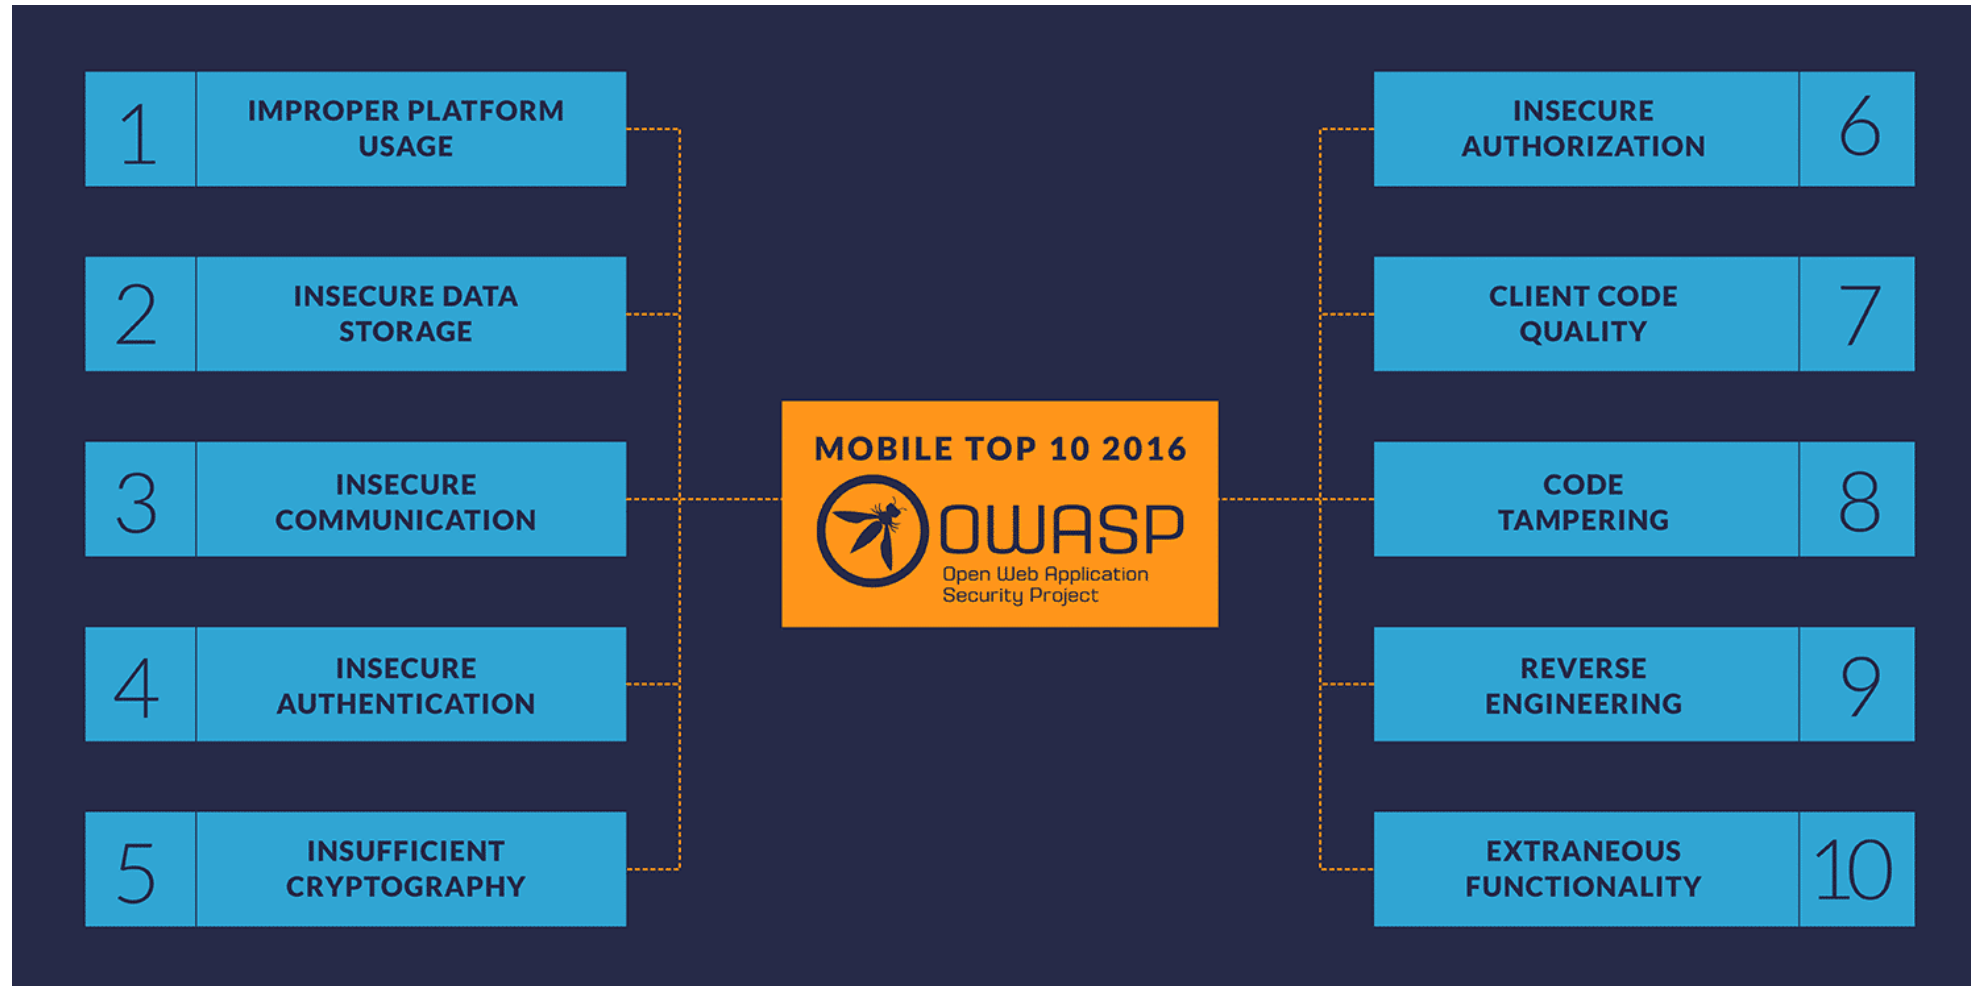 1
IMPROPER PLATFORM
USAGE
2
INSECURE DATA
STORAGE
3
INSECURE
COMMUNICATION
4
INSECURE
AUTHENTICATION
5
INSUFFICIENT
CRYPTOGRAPHY
MOBILE TOP 10 2016
OWASP
Open Web Application
Security Project
INSECURE
AUTHORIZATION
6
CLIENT CODE
QUALITY
7
CODE
TAMPERING
8
REVERSE
ENGINEERING
9
EXTRANEOUS
FUNCTIONALITY
10